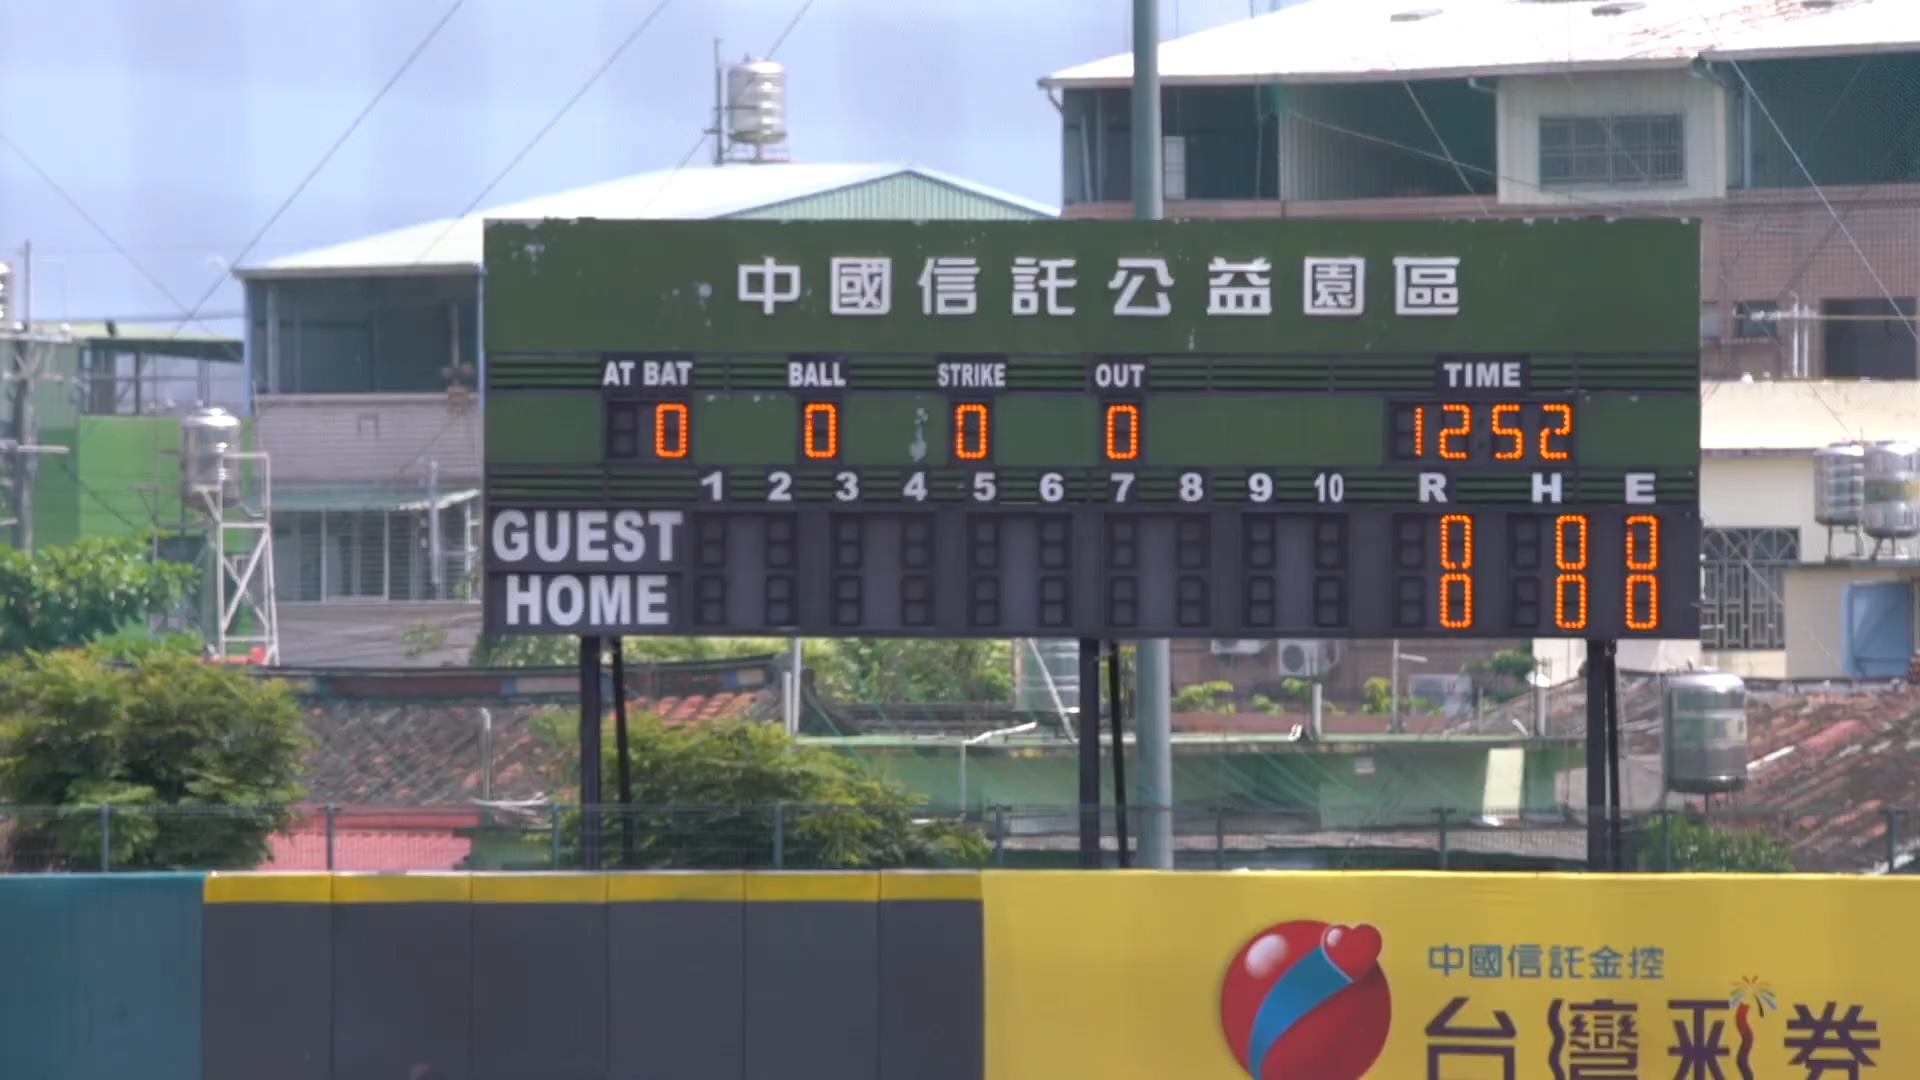 中國信託公益園區
AT BAT BALL STRIKE OUT TIME
0 0 0 0 12:52
1 2 3 4 5 6 7 8 9 10 R H E
GUEST 0 0 0
HOME 0 0 0
中國信託金控
台灣彩券